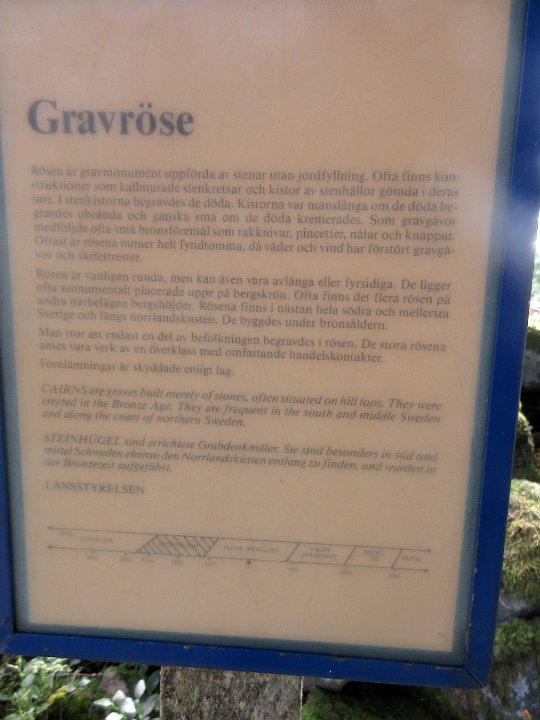 Gravröse
Rösen är gravmonument uppförda av stenar utan jordfyllning. Ofta finns kon-
struktioner som kallmurade stenkretsar och kistor av stenhällor gömda i deras
inre. I stenkistorna begravdes de döda. Kistorna var manslånga om de döda be-
gravdes obrända och ganska små om de döda kremerades. Som gravgåvor
medföljde ofta små bronsföremål som rakknivar, pincetter, nålar och knappar.
Oftast är rösena numer helt fyndtomma, då väder och vind har förstört gravgå-
vor och skelettrester.
Rösen är vanligen runda, men kan även vara avlånga eller fyrsidiga. De ligger
ofta monumentalt placerade uppe på bergskrön. Ofta finns det flera rösen på
andra närbelägna bergshöjder. Rösena finns i nästan hela södra och mellersta
Sverige och längs norrlandskusten. De byggdes under bronsåldern.
Man tror att endast en del av befolkningen begravdes i rösen. De stora rösena
anses vara verk av en överklass med omfattande handelskontakter.
Fornlämningar är skyddade enligt lag.
CAIRNS are graves built merely of stones, often situated on hill tops. They were
erected in the Bronze Age. They are frequent in the south and middle Sweden
and along the coast of northern Sweden.
STEINHÜGEL sind errichtete Grabdenkmäler. Sie sind besonders in süd und
mittel Schweden ebenso den Norrlandsküsten entlang zu finden, und wurden in
der Bronzezeit aufgeführt.
LÄNSSTYRELSEN
STENÅLDER ÄLDRE JÄRNÅLDER YNGRE JÄRNÅLDER MEDEL TID NUTID